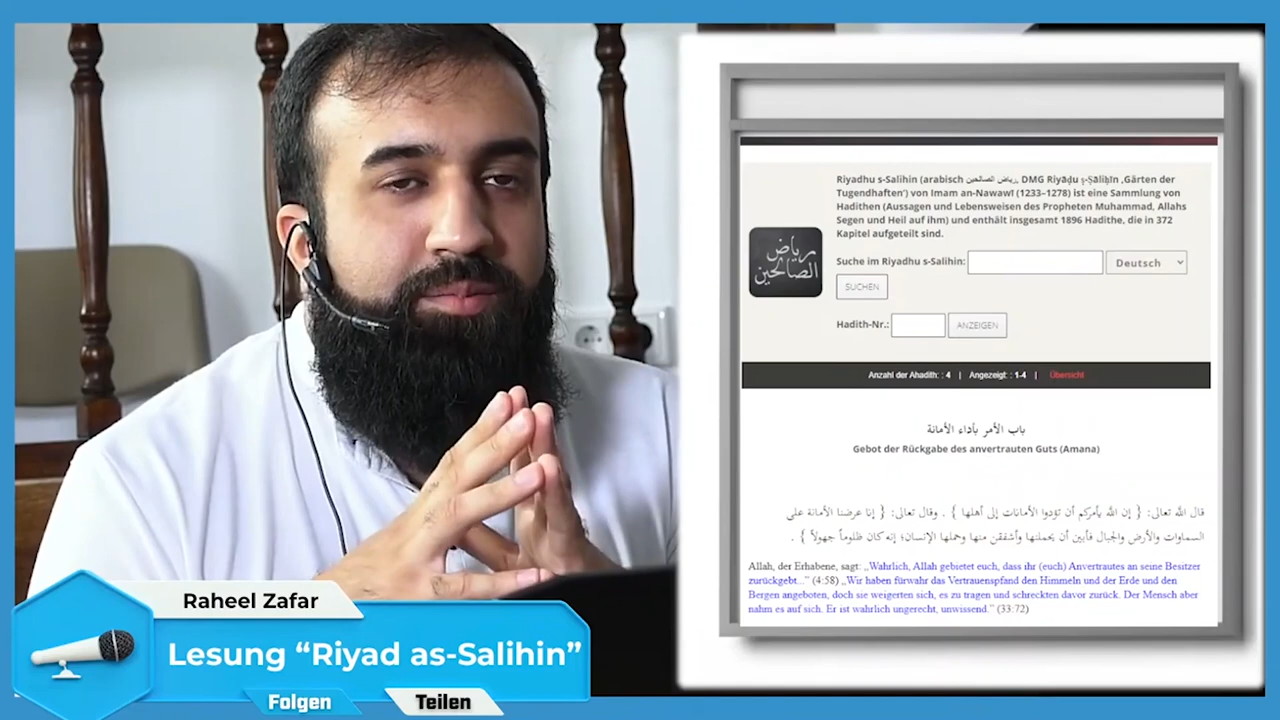 Riyadhu s-Salihin (arabisch رياض الصالحين, DMG Riyāḍu ṣ-Ṣāliḥīn ‚Gärten der
Tugendhaften‘) von Imam an-Nawawī (1233–1278) ist eine Sammlung von
Hadithen (Aussagen und Lebensweisen des Propheten Muhammad, Allahs
Segen und Heil auf ihm) und enthält insgesamt 1896 Hadithe, die in 372
Kapitel aufgeteilt sind.
رياض
الصالحين
Suche im Riyadhu s-Salihin:
Deutsch
SUCHEN
Hadith-Nr.:
ANZEIGEN
Anzahl der Ahadith: : 4 | Angezeigt: : 1-4 | Übersicht
باب الأمر بأداء الأمانة
Gebot der Rückgabe des anvertrauten Guts (Amana)
قال الله تعالى: { إن الله يأمركم أن تؤدوا الأمانات إلى أهلها } . وقال تعالى: { إنا عرضنا الأمانة على
السماوات والأرض والجبال فأبين أن يحملنها وأشفقن منها وحملها الإنسان؛ إنه كان ظلوماً جهولاً } .
Allah, der Erhabene, sagt: „Wahrlich, Allah gebietet euch, dass ihr (euch) Anvertrautes an seine Besitzer
zurückgebt...” (4:58) „Wir haben fürwahr das Vertrauenspfand den Himmeln und der Erde und den
Bergen angeboten, doch sie weigerten sich, es zu tragen und schreckten davor zurück. Der Mensch aber
nahm es auf sich. Er ist wahrlich ungerecht, unwissend.” (33:72)
Raheel Zafar
Lesung “Riyad as-Salihin”
Folgen
Teilen